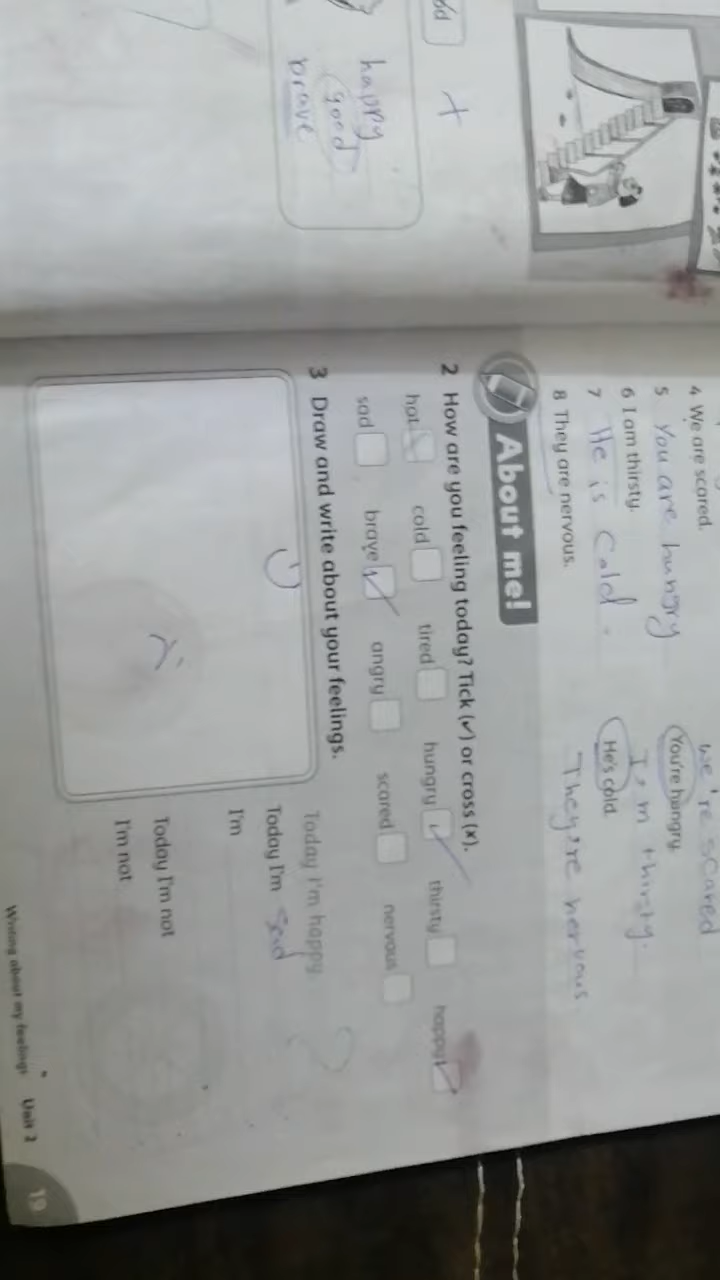 happy
good
brave
4 We are scared. we're scared
5 You are hungry You're hungry.
6 I am thirsty. I'm thirsty.
7 He is Cold. He's cold.
8 They are nervous. They're nervous
About me!
2 How are you feeling today? Tick (✓) or cross (x).
hot cold tired hungry ✓ thirsty happy ✓
sad brave ✓ angry scared nervous
3 Draw and write about your feelings.
Today I'm happy.
Today I'm sad
I'm
Today I'm not
I'm not
Writing about my feelings Unit 2 19